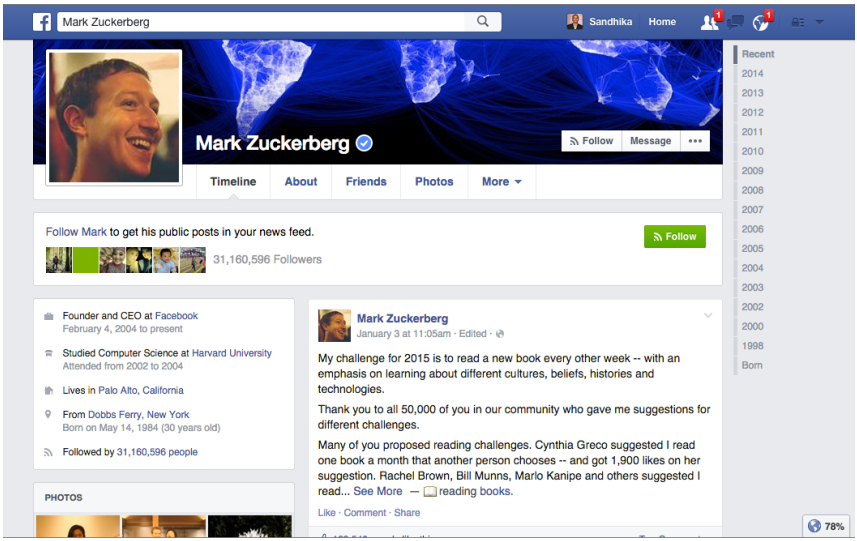 f Mark Zuckerberg
Sandhika Home 1 1
Recent
2014
2013
2012
2011
2010
2009
2008
2007
2006
2005
2004
2003
2002
2000
1998
Born
Mark Zuckerberg
Follow Message •••
Timeline About Friends Photos More
Follow Mark to get his public posts in your news feed.
31,160,596 Followers
Follow
Founder and CEO at Facebook
February 4, 2004 to present
Studied Computer Science at Harvard University
Attended from 2002 to 2004
Lives in Palo Alto, California
From Dobbs Ferry, New York
Born on May 14, 1984 (30 years old)
Followed by 31,160,596 people
PHOTOS
Mark Zuckerberg
January 3 at 11:05am · Edited ·
My challenge for 2015 is to read a new book every other week -- with an
emphasis on learning about different cultures, beliefs, histories and
technologies.
Thank you to all 50,000 of you in our community who gave me suggestions for
different challenges.
Many of you proposed reading challenges. Cynthia Greco suggested I read
one book a month that another person chooses -- and got 1,900 likes on her
suggestion. Rachel Brown, Bill Munns, Marlo Kanipe and others suggested I
read... See More — reading books.
Like · Comment · Share
78%